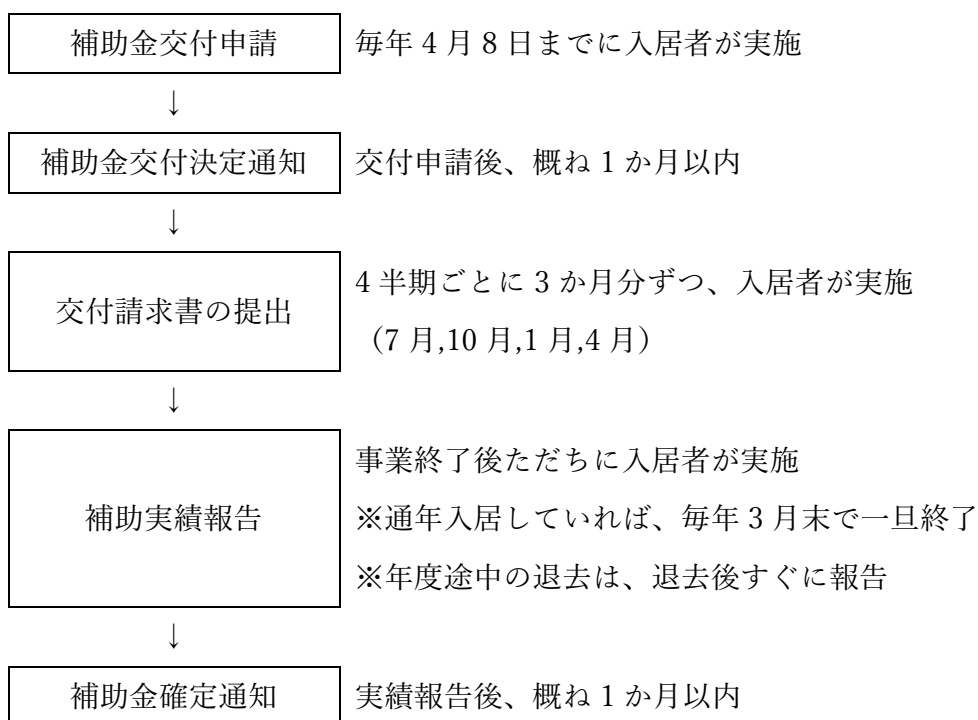 補助金交付申請 毎年 4 月 8 日までに入居者が実施
↓
補助金交付決定通知 交付申請後、概ね 1 か月以内
↓
4 半期ごとに 3 か月分ずつ、入居者が実施
交付請求書の提出
（7 月,10 月,1 月,4 月）
↓
事業終了後ただちに入居者が実施
補助実績報告 ※通年入居していれば、毎年 3 月末で一旦終了
※年度途中の退去は、退去後すぐに報告
↓
補助金確定通知 実績報告後、概ね 1 か月以内